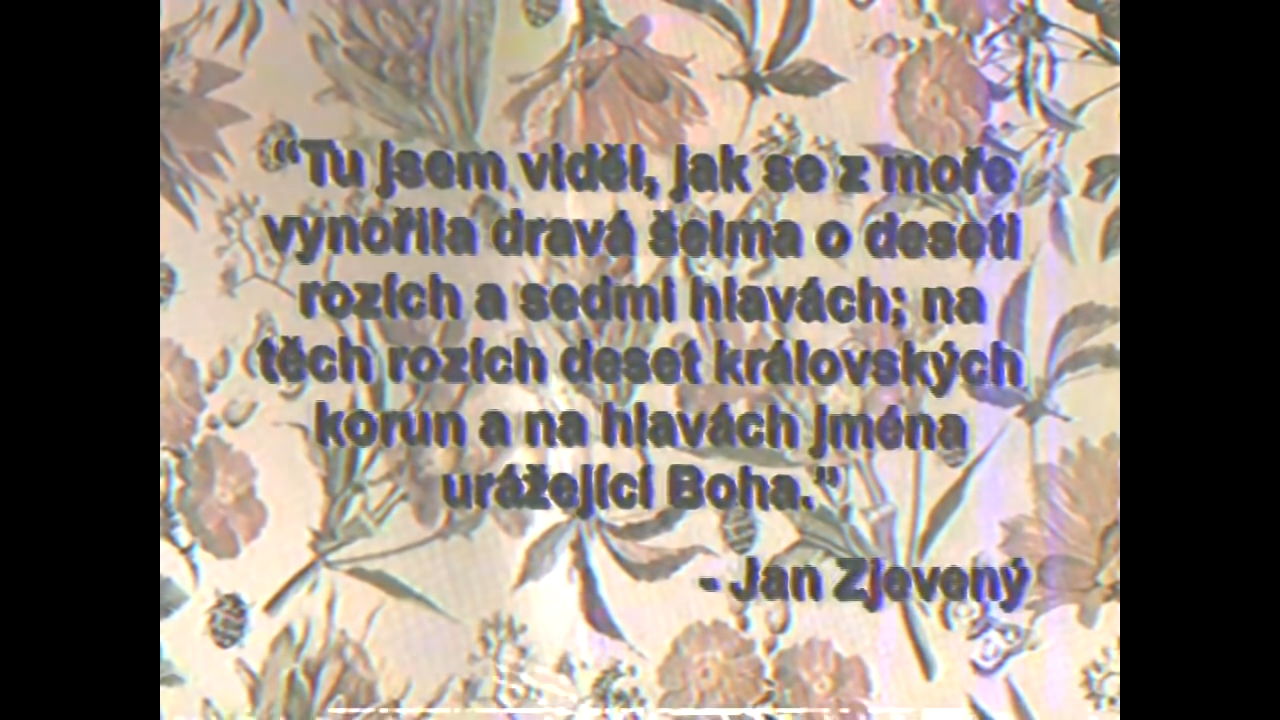 “Tu jsem viděl, jak se z moře
vynořila dravá šelma o deseti
rozích a sedmi hlavách; na
těch rozích deset královských
korun a na hlavách jména
urážející Boha.”
- Jan Zjevený